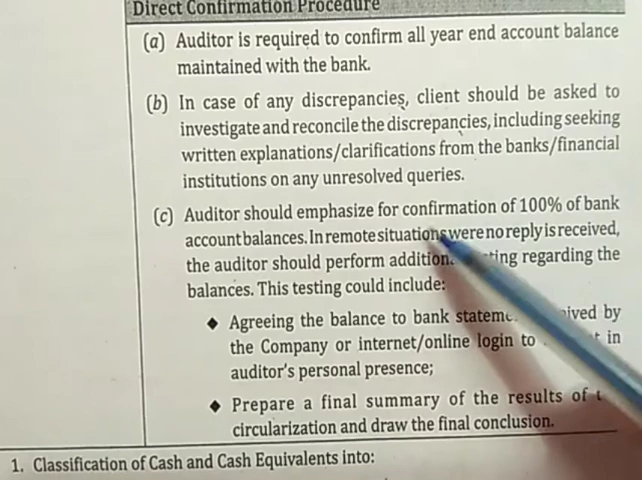 Direct Confirmation Procedure
(a) Auditor is required to confirm all year end account balance
maintained with the bank.
(b) In case of any discrepancies, client should be asked to
investigate and reconcile the discrepancies, including seeking
written explanations/clarifications from the banks/financial
institutions on any unresolved queries.
(c) Auditor should emphasize for confirmation of 100% of bank
account balances. In remote situations were no reply is received,
the auditor should perform regarding the
balances. This testing could include:
◆ Agreeing the balance to bank by
the Company or internet/online login to in
auditor's personal presence;
◆ Prepare a final summary of the results of
circularization and draw the final conclusion.
1. Classification of Cash and Cash Equivalents into: